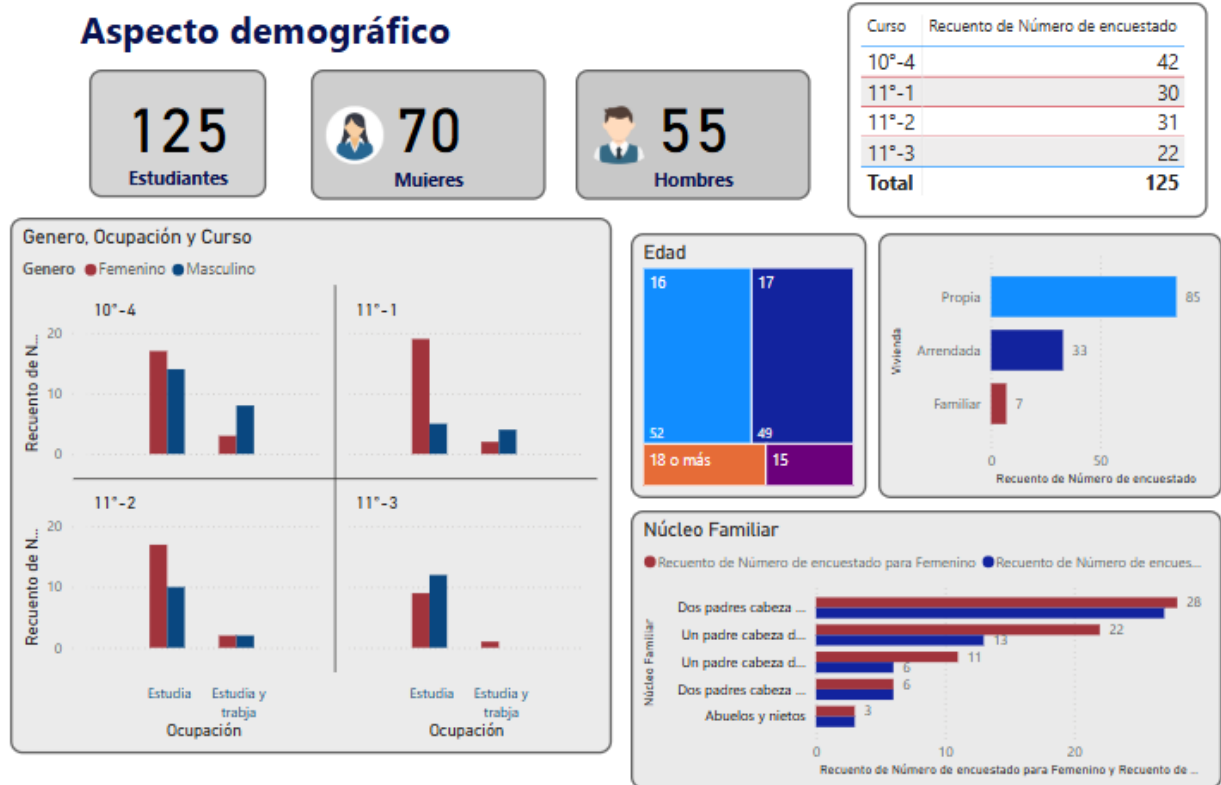 Aspecto demográfico
125
Estudiantes
70
Mujeres
55
Hombres
Curso Recuento de Número de encuestado
10°-4 42
11°-1 30
11°-2 31
11°-3 22
Total 125
Genero, Ocupación y Curso
Genero Femenino Masculino
10°-4 11°-1
Recuento de N...
20
10
0
11°-2 11°-3
Recuento de N...
20
10
0
Estudia Estudia y trabja Estudia Estudia y trabja
Ocupación Ocupación
Edad
16 17
52 49
18 o más 15
Vivienda
Propia 85
Arrendada 33
Familiar 7
0 50
Recuento de Número de encuestado
Núcleo Familiar
Recuento de Número de encuestado para Femenino Recuento de Número de encues...
Núcleo Familiar
Dos padres cabeza ... 28
Un padre cabeza d... 22
13
Un padre cabeza d... 11
6
Dos padres cabeza ... 6
Abuelos y nietos 3
0 10 20
Recuento de Número de encuestado para Femenino y Recuento de ...